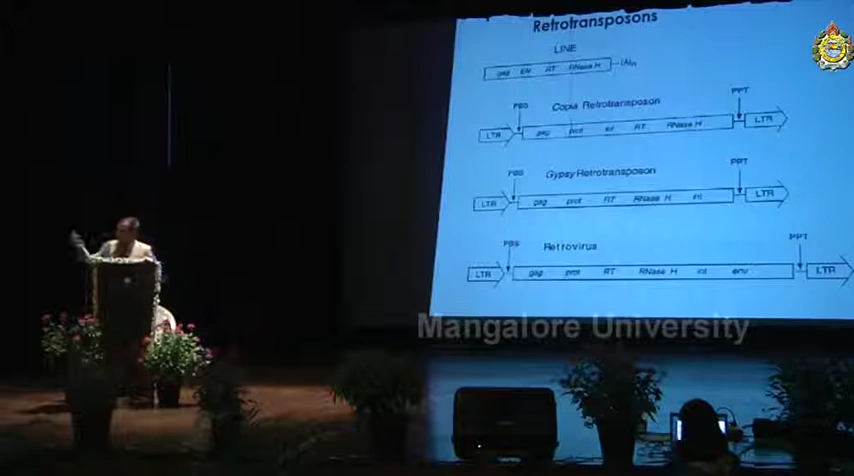 Retrotransposons
LINE
gag EN RT RNase H (A)n
PBS Copia Retrotransposon PPT
LTR gag prot int RT RNase H LTR
PBS Gypsy Retrotransposon PPT
LTR gag prot RT RNase H int LTR
PBS Retrovirus PPT
LTR gag prot RT RNase H int env LTR
Mangalore University